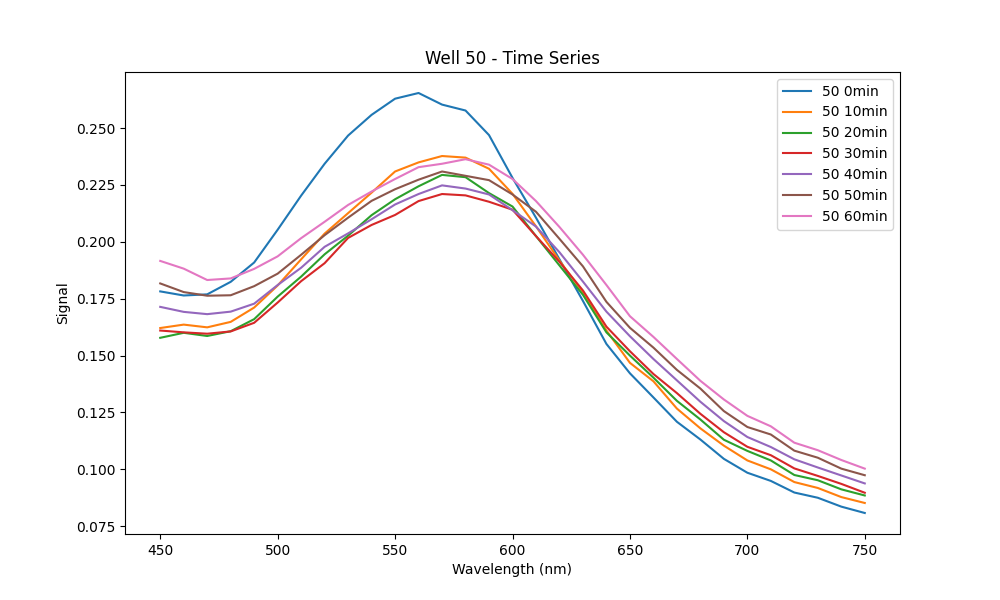 Well 50 - Time Series
Signal
0.250
0.225
0.200
0.175
0.150
0.125
0.100
0.075
450 500 550 600 650 700 750
Wavelength (nm)
50 0min
50 10min
50 20min
50 30min
50 40min
50 50min
50 60min